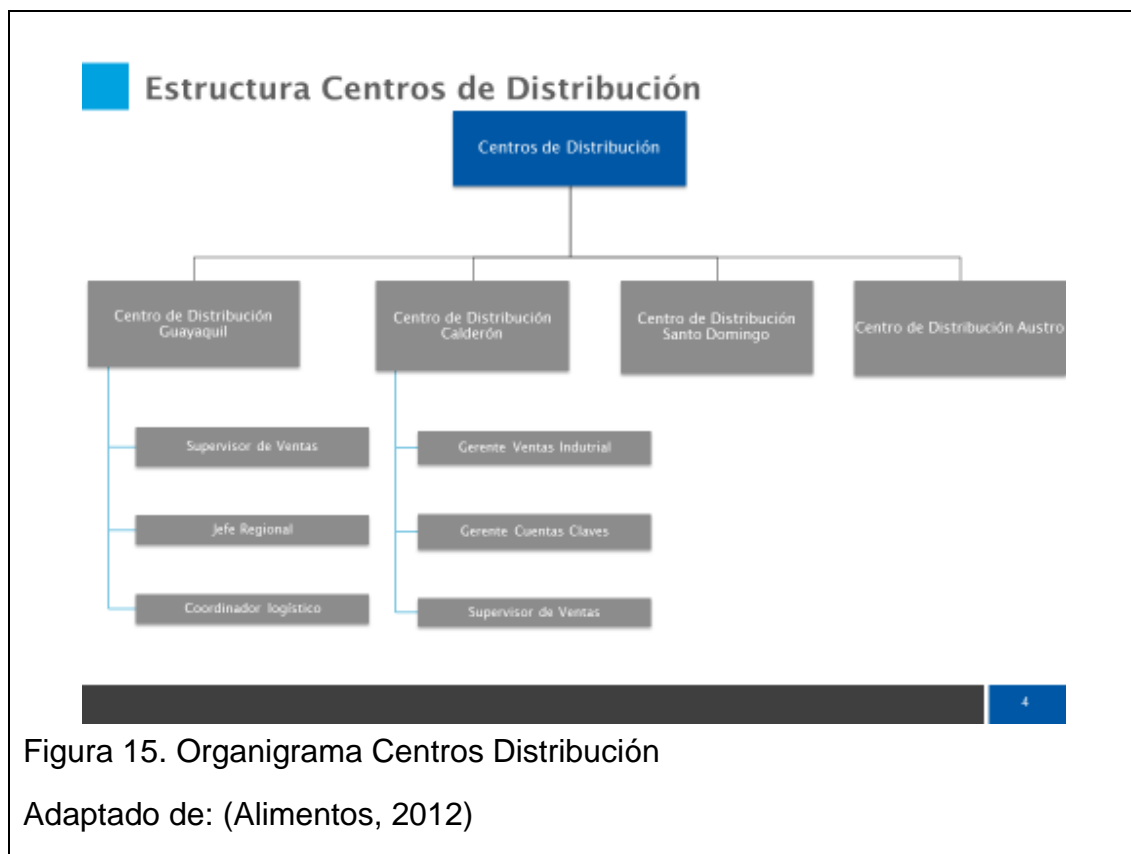 Estructura Centros de Distribución
Centros de Distribución
Centro de Distribución
Guayaquil
Centro de Distribución
Calderón
Centro de Distribución
Santo Domingo
Centro de Distribución Austro
Supervisor de Ventas
Jefe Regional
Coordinador logístico
Gerente Ventas Indutrial
Gerente Cuentas Claves
Supervisor de Ventas
4
Figura 15. Organigrama Centros Distribución
Adaptado de: (Alimentos, 2012)